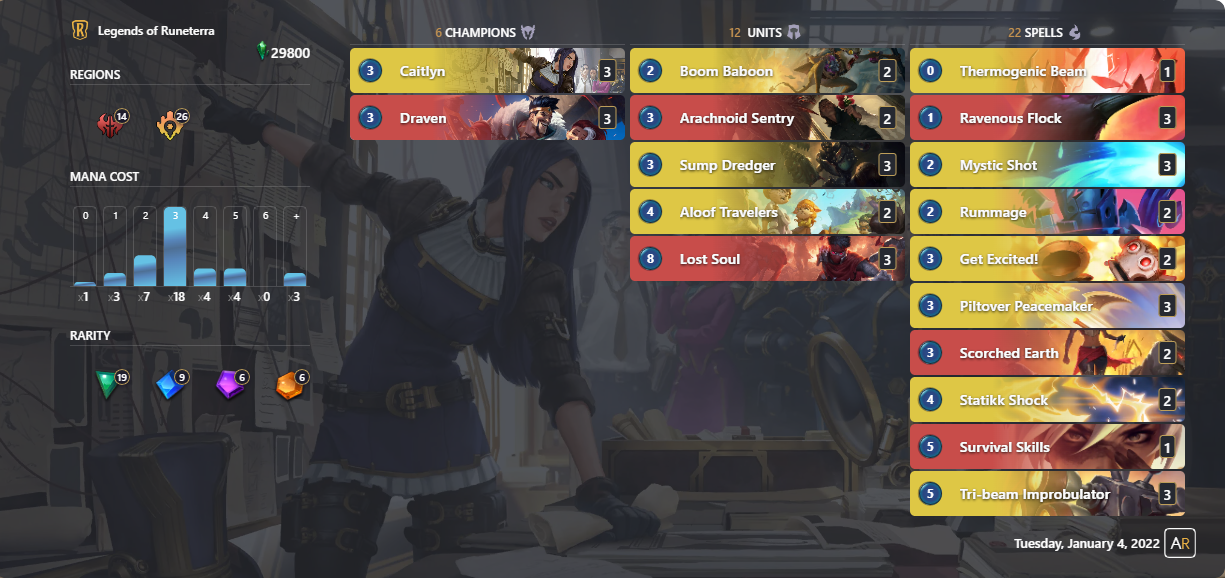 Legends of Runeterra
29800
REGIONS
14
26
MANA COST
0 1 2 3 4 5 6 +
x1 x3 x7 x18 x4 x4 x0 x3
RARITY
19
9
6
6
6 CHAMPIONS
3 Caitlyn 3
3 Draven 3
12 UNITS
2 Boom Baboon 2
3 Arachnoid Sentry 2
3 Sump Dredger 3
4 Aloof Travelers 2
8 Lost Soul 3
22 SPELLS
0 Thermogenic Beam 1
1 Ravenous Flock 3
2 Mystic Shot 3
2 Rummage 2
3 Get Excited! 2
3 Piltover Peacemaker 3
3 Scorched Earth 2
4 Statikk Shock 2
5 Survival Skills 1
5 Tri-beam Improbulator 3
Tuesday, January 4, 2022 AR